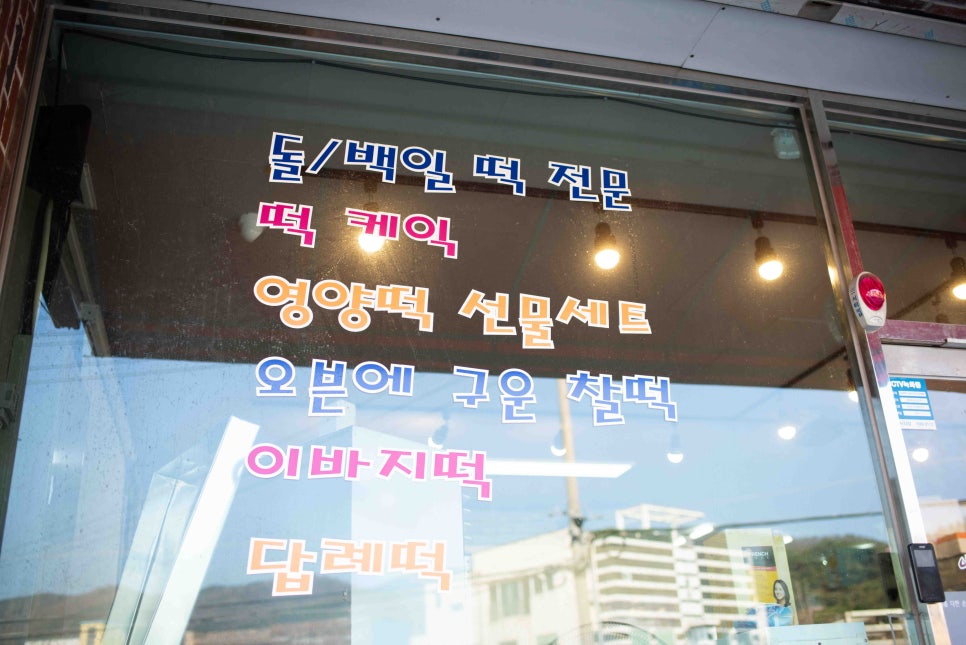 돌/백일 떡 전문
떡 케익
영양떡 선물세트
오븐에 구운 찰떡
이바지떡
답례떡